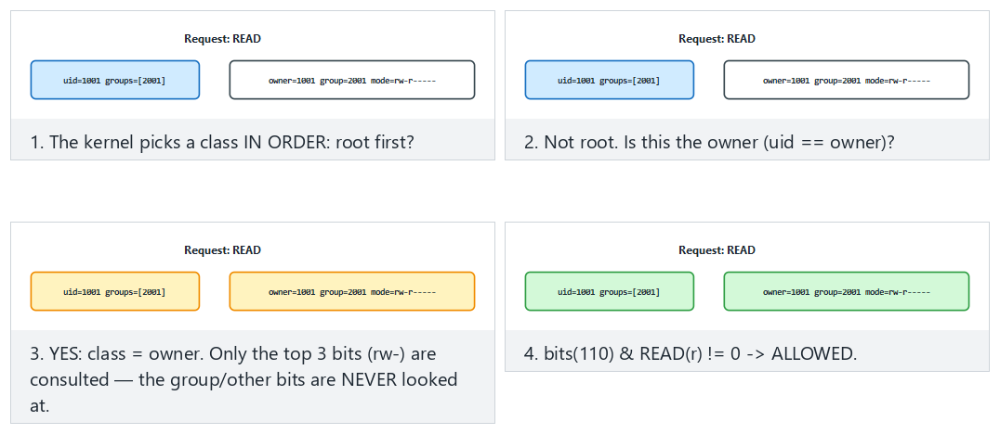 Request: READ
uid=1001 groups=[2001]
owner=1001 group=2001 mode=rw-r-----
1. The kernel picks a class IN ORDER: root first?
Request: READ
uid=1001 groups=[2001]
owner=1001 group=2001 mode=rw-r-----
2. Not root. Is this the owner (uid == owner)?
Request: READ
uid=1001 groups=[2001]
owner=1001 group=2001 mode=rw-r-----
3. YES: class = owner. Only the top 3 bits (rw-) are
consulted — the group/other bits are NEVER looked
at.
Request: READ
uid=1001 groups=[2001]
owner=1001 group=2001 mode=rw-r-----
4. bits(110) & READ(r) != 0 -> ALLOWED.